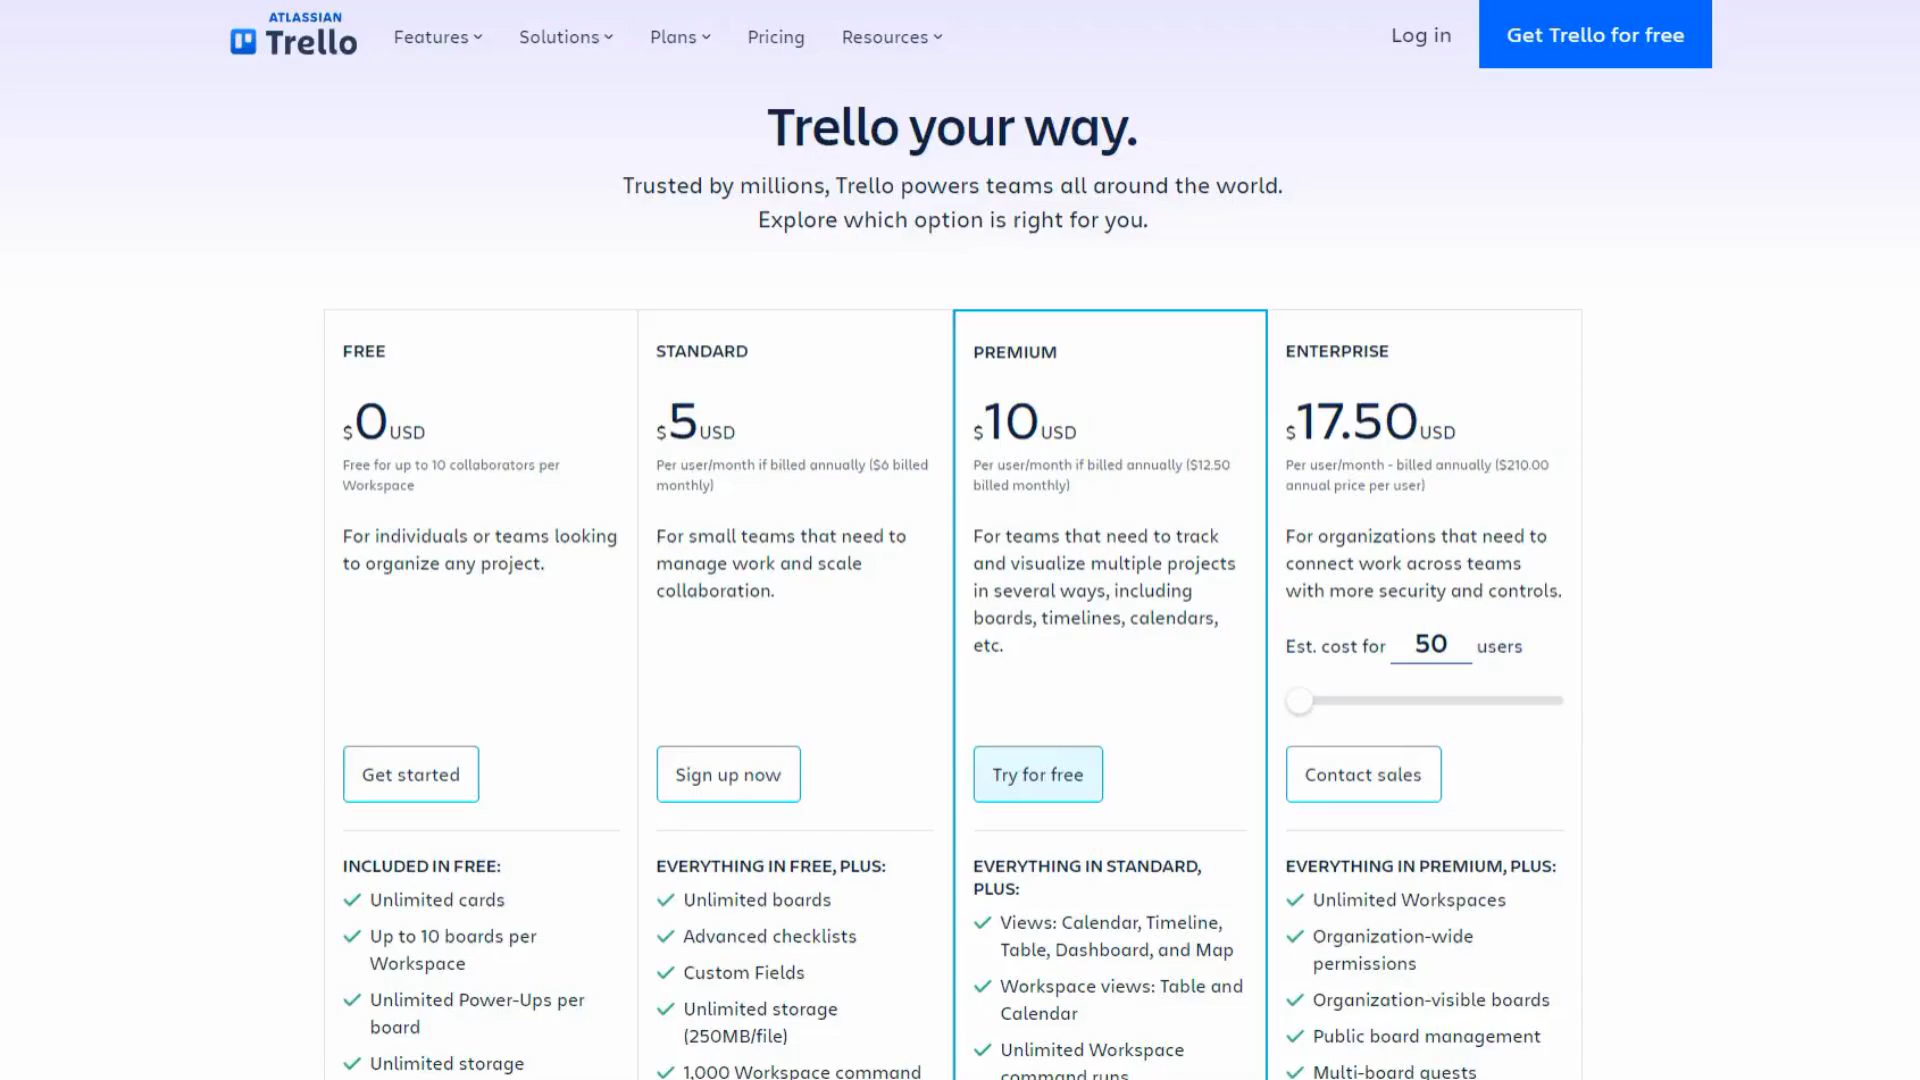 ATLASSIAN
Trello
Features
Solutions
Plans
Pricing
Resources
Log in
Get Trello for free
Trello your way.
Trusted by millions, Trello powers teams all around the world.
Explore which option is right for you.
FREE
$0USD
Free for up to 10 collaborators per
Workspace
For individuals or teams looking
to organize any project.
Get started
INCLUDED IN FREE:
Unlimited cards
Up to 10 boards per
Workspace
Unlimited Power-Ups per
board
Unlimited storage
STANDARD
$5USD
Per user/month if billed annually ($6 billed
monthly)
For small teams that need to
manage work and scale
collaboration.
Sign up now
EVERYTHING IN FREE, PLUS:
Unlimited boards
Advanced checklists
Custom Fields
Unlimited storage
(250MB/file)
1,000 Workspace command
PREMIUM
$10USD
Per user/month if billed annually ($12.50
billed monthly)
For teams that need to track
and visualize multiple projects
in several ways, including
boards, timelines, calendars,
etc.
Try for free
EVERYTHING IN STANDARD,
PLUS:
Views: Calendar, Timeline,
Table, Dashboard, and Map
Workspace views: Table and
Calendar
Unlimited Workspace
command runs
ENTERPRISE
$17.50USD
Per user/month - billed annually ($210.00
annual price per user)
For organizations that need to
connect work across teams
with more security and controls.
Est. cost for 50 users
Contact sales
EVERYTHING IN PREMIUM, PLUS:
Unlimited Workspaces
Organization-wide
permissions
Organization-visible boards
Public board management
Multi-board guests